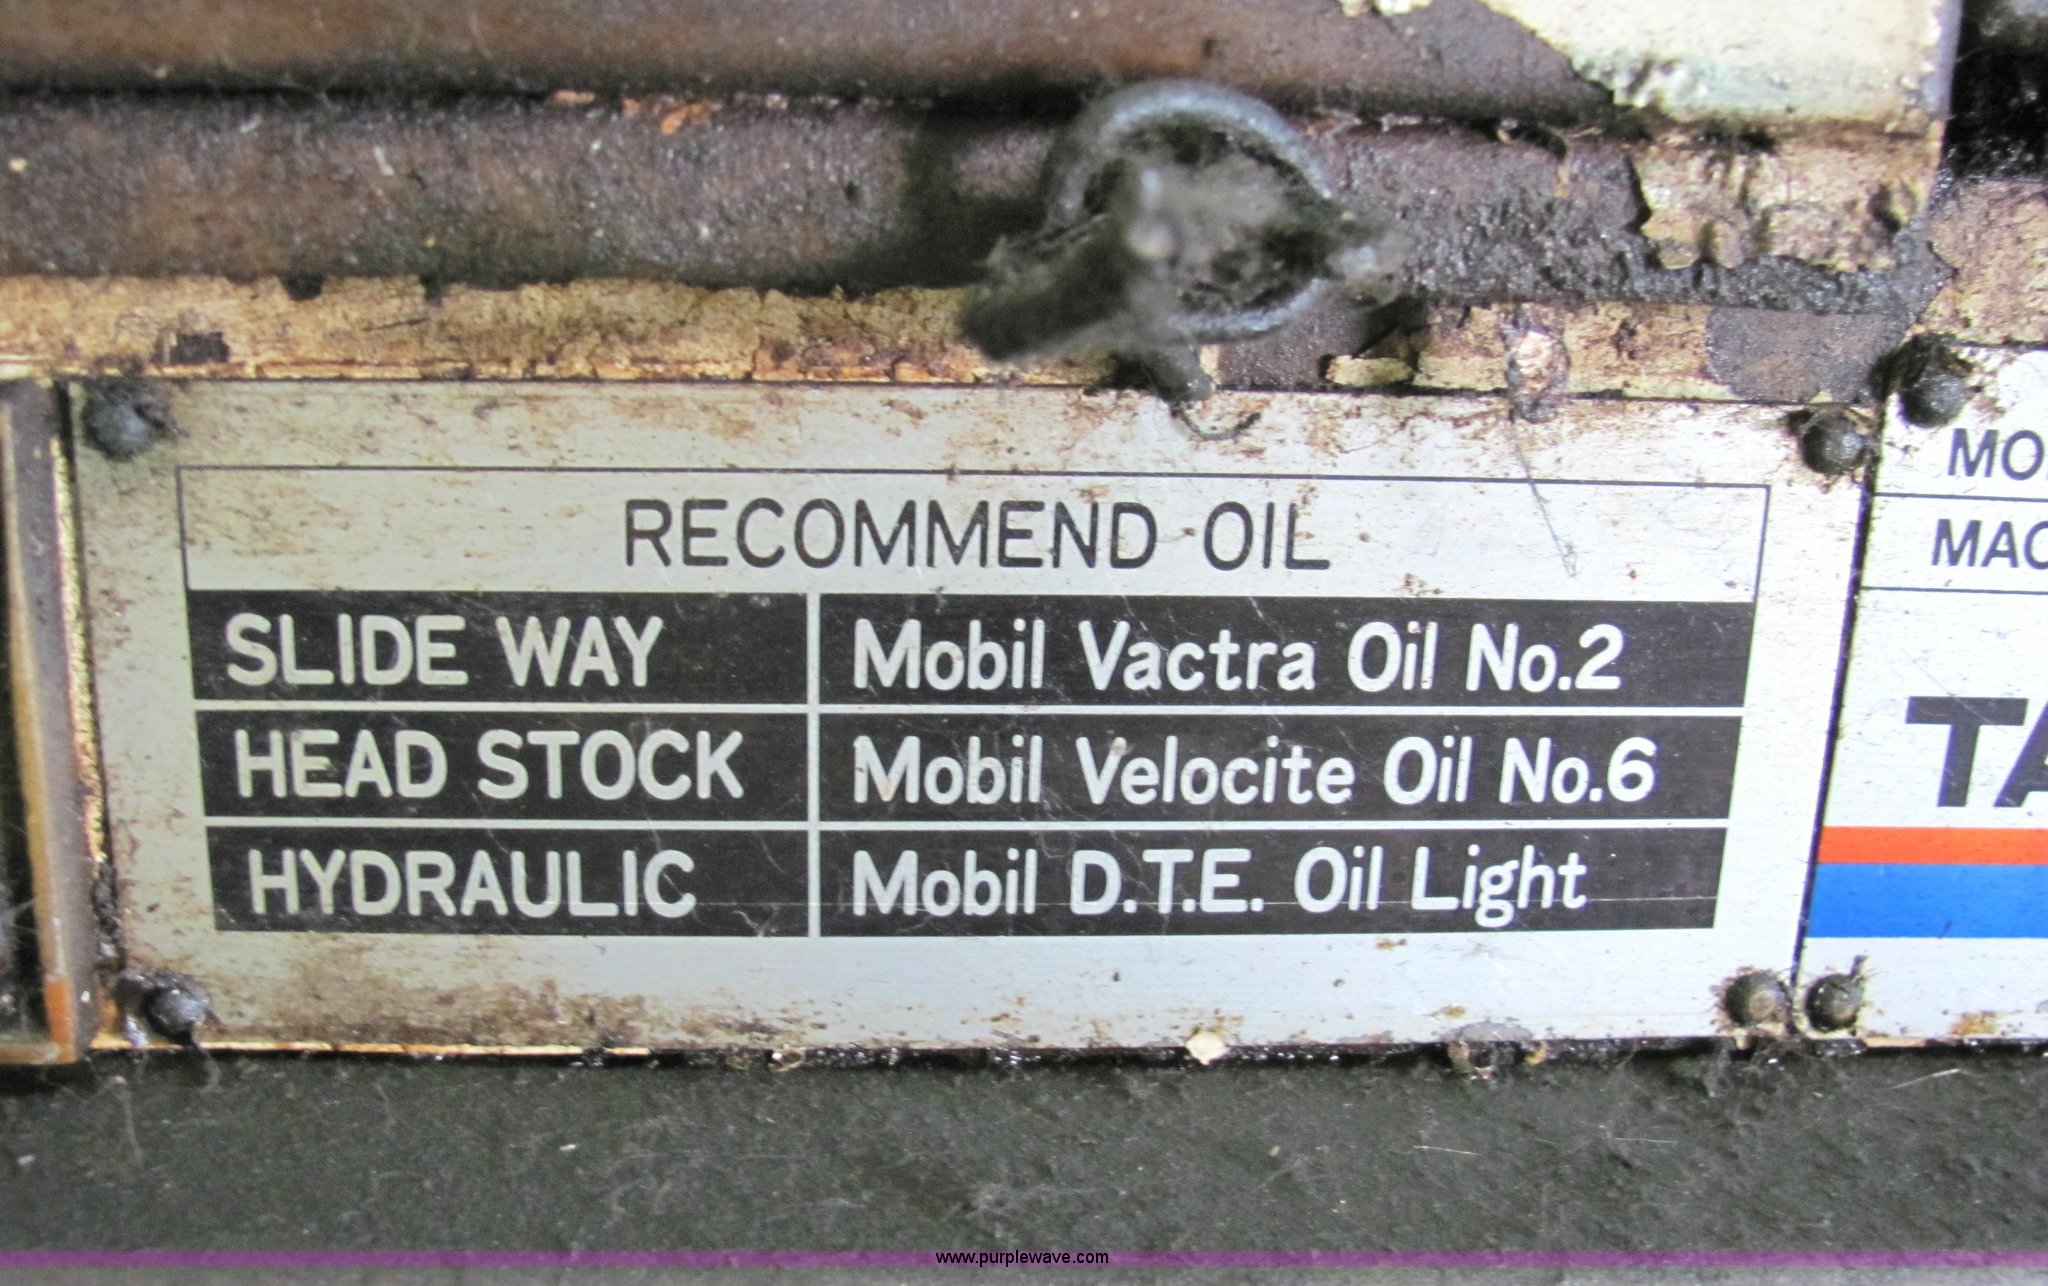 RECOMMEND OIL
SLIDE WAY Mobil Vactra Oil No.2
HEAD STOCK Mobil Velocite Oil No.6
HYDRAULIC Mobil D.T.E. Oil Light
www.purplewave.com